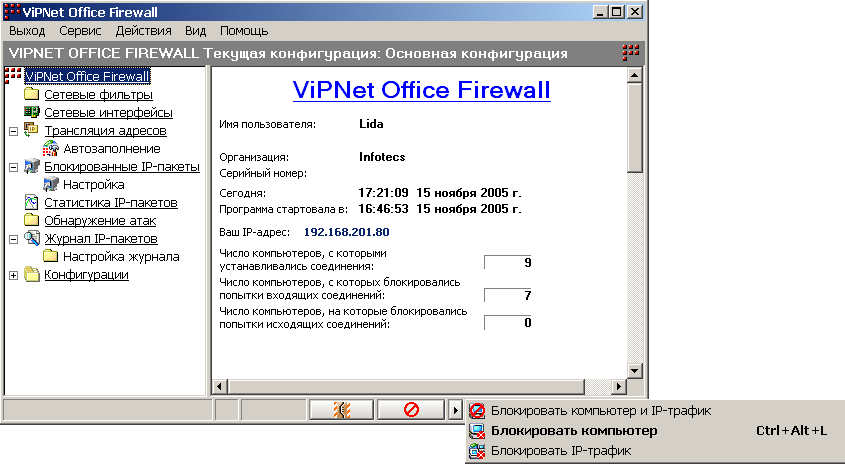 ViPNet Office Firewall
Выход Сервис Действия Вид Помощь
VIPNET OFFICE FIREWALL Текущая конфигурация: Основная конфигурация
ViPNet Office Firewall
Сетевые фильтры
Сетевые интерфейсы
Трансляция адресов
Автозаполнение
Блокированные IP-пакеты
Настройка
Статистика IP-пакетов
Обнаружение атак
Журнал IP-пакетов
Настройка журнала
Конфигурации
ViPNet Office Firewall
Имя пользователя: Lida
Организация: Infotecs
Серийный номер:
Сегодня: 17:21:09 15 ноября 2005 г.
Программа стартовала в: 16:46:53 15 ноября 2005 г.
Ваш IP-адрес: 192.168.201.80
Число компьютеров, с которыми
устанавливались соединения: 9
Число компьютеров, с которых блокировались
попытки входящих соединений: 7
Число компьютеров, на которые блокировались
попытки исходящих соединений: 0
Блокировать компьютер и IP-трафик
Блокировать компьютер Ctrl+Alt+L
Блокировать IP-трафик